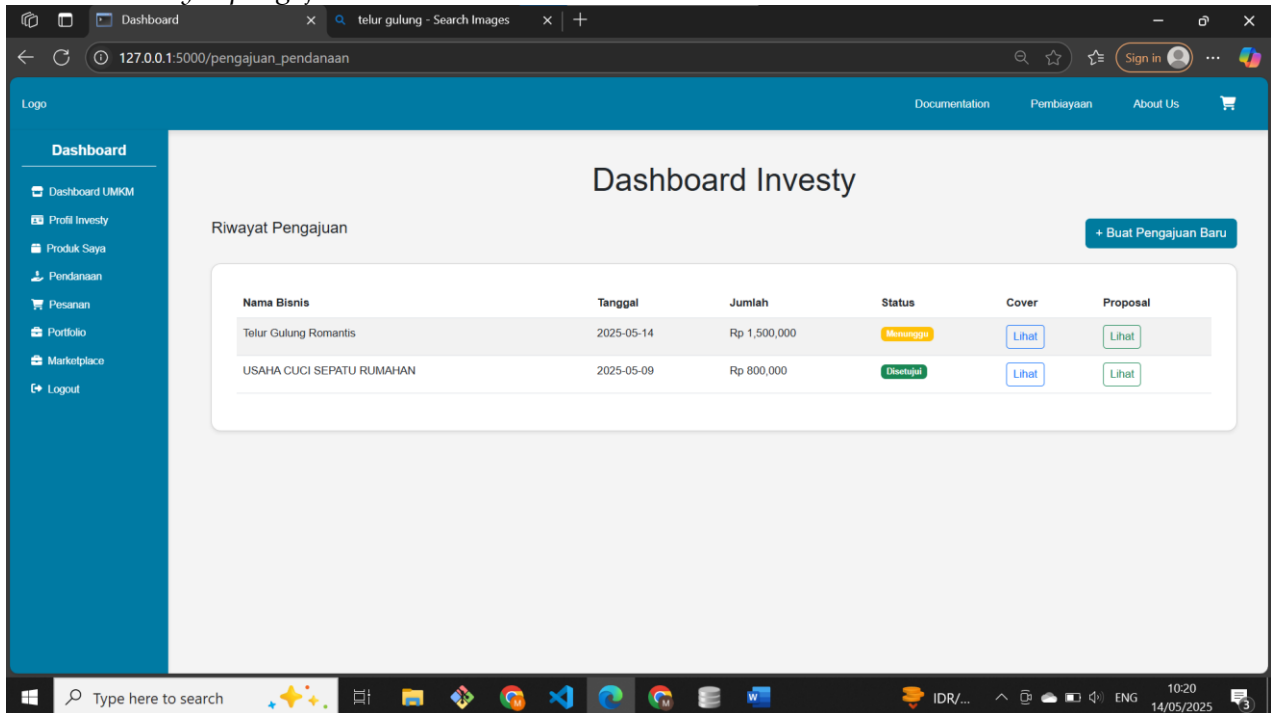 Dashboard
telur gulung - Search Images
127.0.0.1:5000/pengajuan_pendanaan
Sign in
Logo
Documentation
Pembiayaan
About Us
Dashboard
Dashboard UMKM
Profil Investy
Produk Saya
Pendanaan
Pesanan
Portfolio
Marketplace
Logout
Dashboard Investy
Riwayat Pengajuan
+ Buat Pengajuan Baru
Nama Bisnis Tanggal Jumlah Status Cover Proposal
Telur Gulung Romantis 2025-05-14 Rp 1,500,000 Menunggu Lihat Lihat
USAHA CUCI SEPATU RUMAHAN 2025-05-09 Rp 800,000 Disetujui Lihat Lihat
Type here to search
IDR/...
ENG
10:20
14/05/2025
3